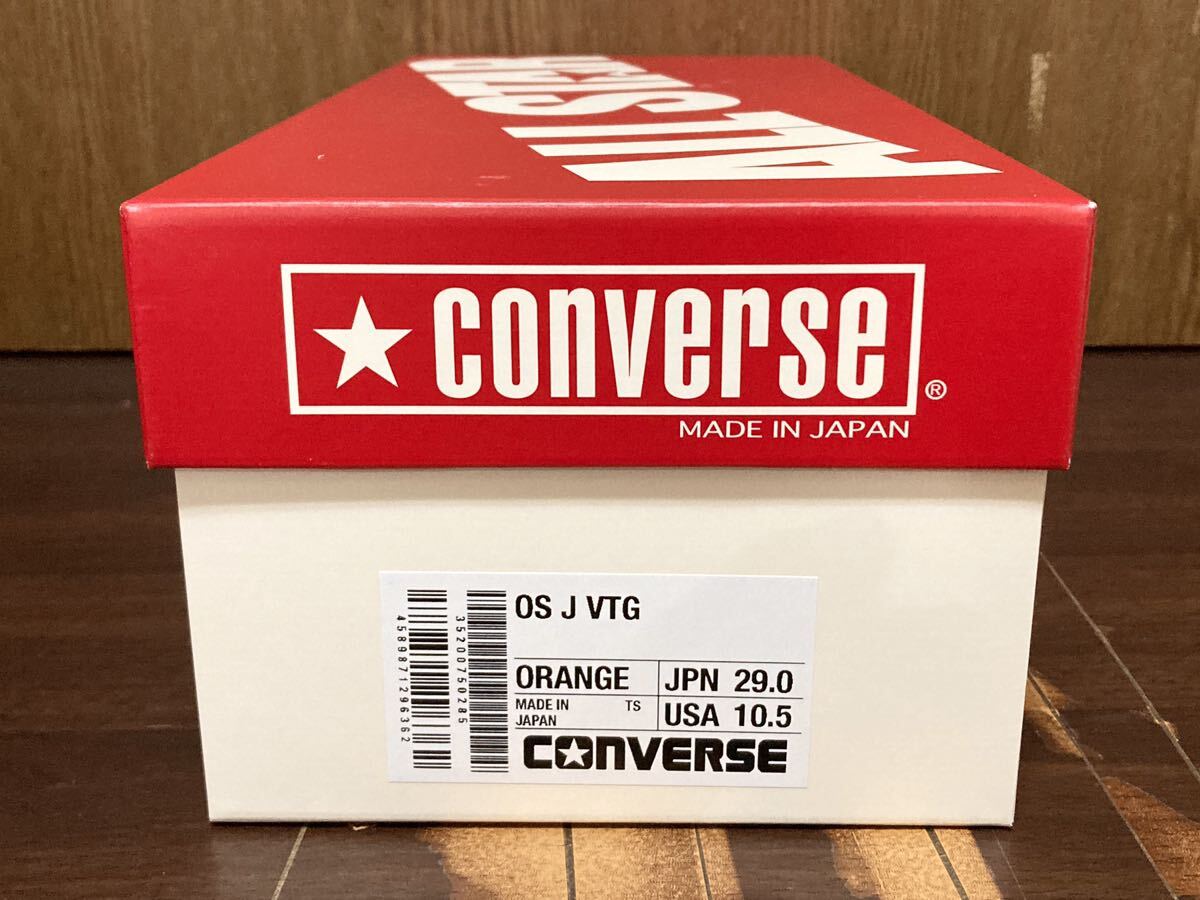 ALL STAR
CONVERSE
®
MADE IN JAPAN
OS J VTG
ORANGE
JPN 29.0
MADE IN
JAPAN
TS
USA 10.5
CONVERSE
35200750285
4589871296362